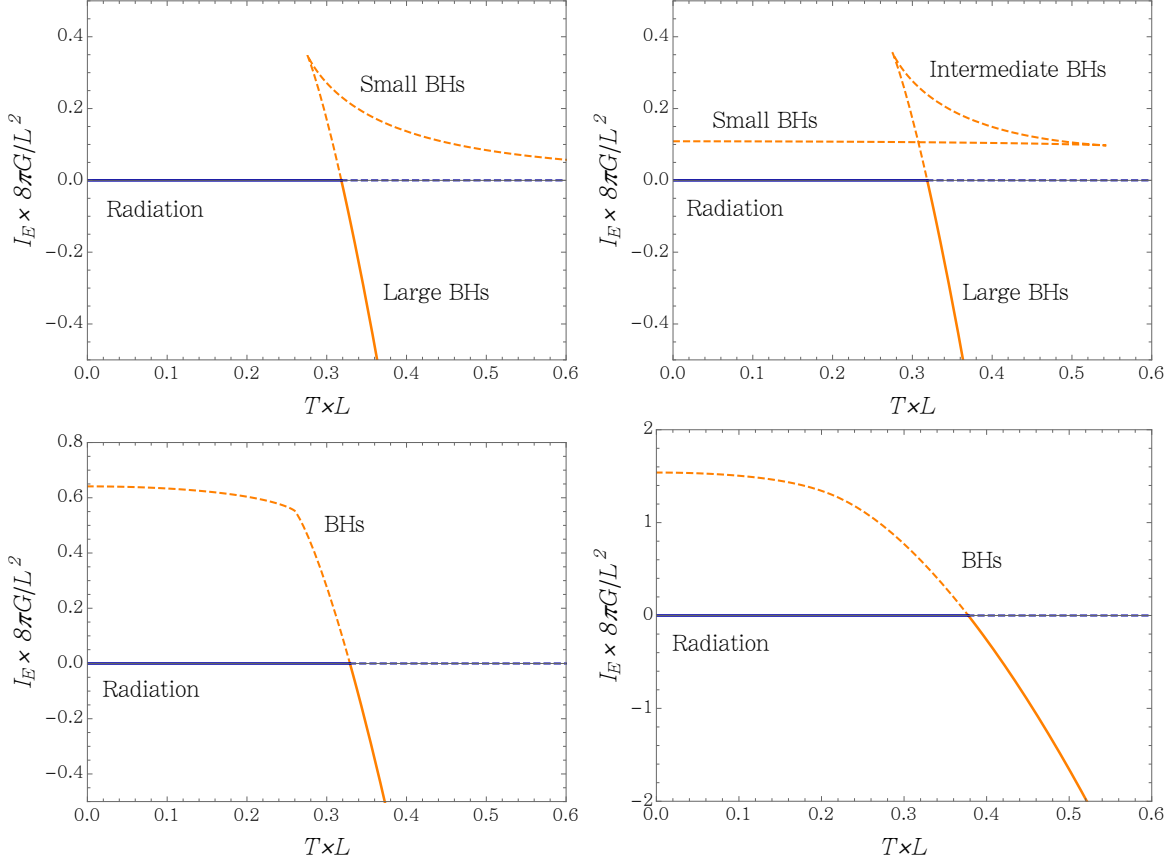 0.4
0.2
0.0
−0.2
−0.4
I_E × 8πG/L²
Small BHs
Radiation
Large BHs
0.0 0.1 0.2 0.3 0.4 0.5 0.6
T×L
0.4
0.2
0.0
−0.2
−0.4
I_E × 8πG/L²
Intermediate BHs
Small BHs
Radiation
Large BHs
0.0 0.1 0.2 0.3 0.4 0.5 0.6
T×L
0.8
0.6
0.4
0.2
0.0
−0.2
−0.4
I_E × 8πG/L²
BHs
Radiation
0.0 0.1 0.2 0.3 0.4 0.5 0.6
T×L
2
1
0
−1
−2
I_E × 8πG/L²
BHs
Radiation
0.0 0.1 0.2 0.3 0.4 0.5 0.6
T×L